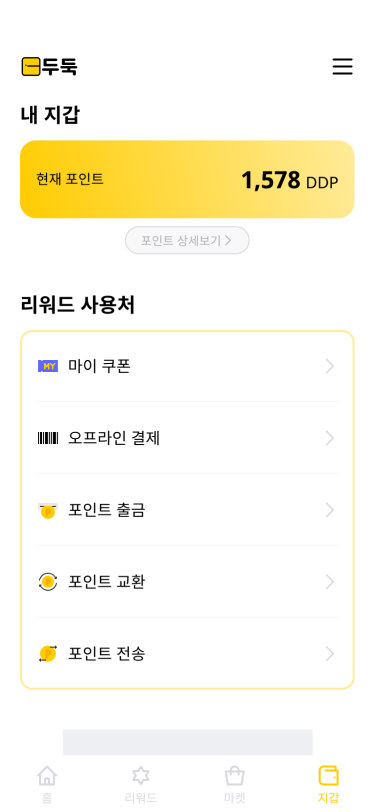 두둑
내 지갑
현재 포인트 1,578 DDP
포인트 상세보기
리워드 사용처
MY 마이 쿠폰
오프라인 결제
포인트 출금
포인트 교환
포인트 전송
홈 리워드 마켓 지갑